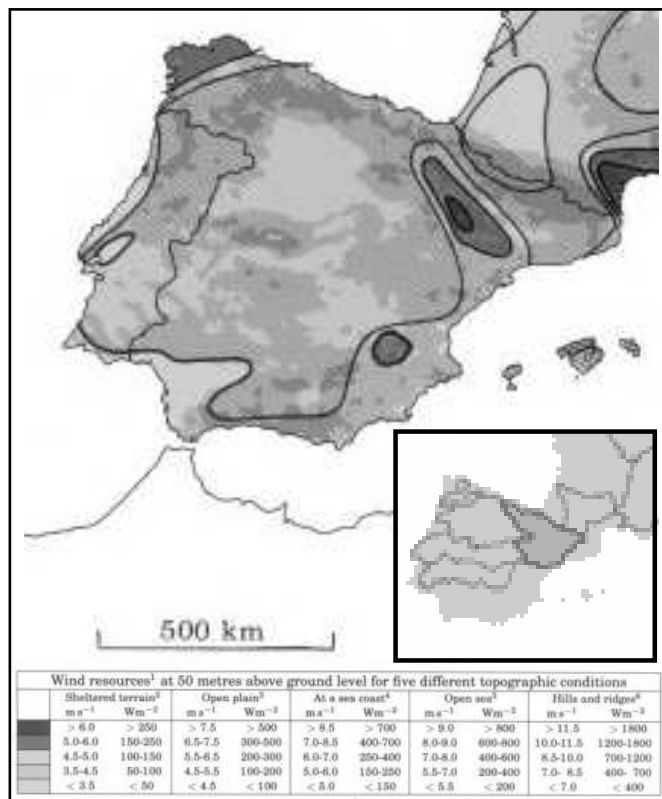 500 km
Wind resources¹ at 50 metres above ground level for five different topographic conditions
Sheltered terrain² Open plain³ At a sea coast⁴ Open sea⁵ Hills and ridges⁶
m s⁻¹ Wm⁻² m s⁻¹ Wm⁻² m s⁻¹ Wm⁻² m s⁻¹ Wm⁻² m s⁻¹ Wm⁻²
> 6.0 > 250 > 7.5 > 500 > 8.5 > 700 > 9.0 > 800 > 11.5 > 1800
5.0-6.0 150-250 6.5-7.5 300-500 7.0-8.5 400-700 8.0-9.0 600-800 10.0-11.5 1200-1800
4.5-5.0 100-150 5.5-6.5 200-300 6.0-7.0 250-400 7.0-8.0 400-600 8.5-10.0 700-1200
3.5-4.5 50-100 4.5-5.5 100-200 5.0-6.0 150-250 5.5-7.0 200-400 7.0- 8.5 400- 700
< 3.5 < 50 < 4.5 < 100 < 5.0 < 150 < 5.5 < 200 < 7.0 < 400